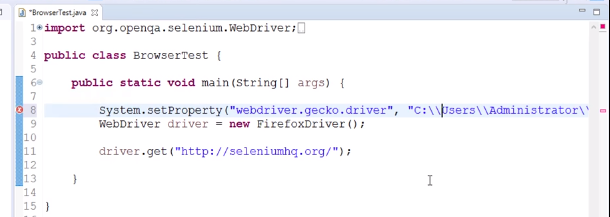 *BrowserTest.java
1 import org.openqa.selenium.WebDriver;
3
4 public class BrowserTest {
5
6 public static void main(String[] args) {
7
8 System.setProperty("webdriver.gecko.driver", "C:\\Users\\Administrator\\
9 WebDriver driver = new FirefoxDriver();
10
11 driver.get("http://seleniumhq.org/");
12
13 }
14
15 }